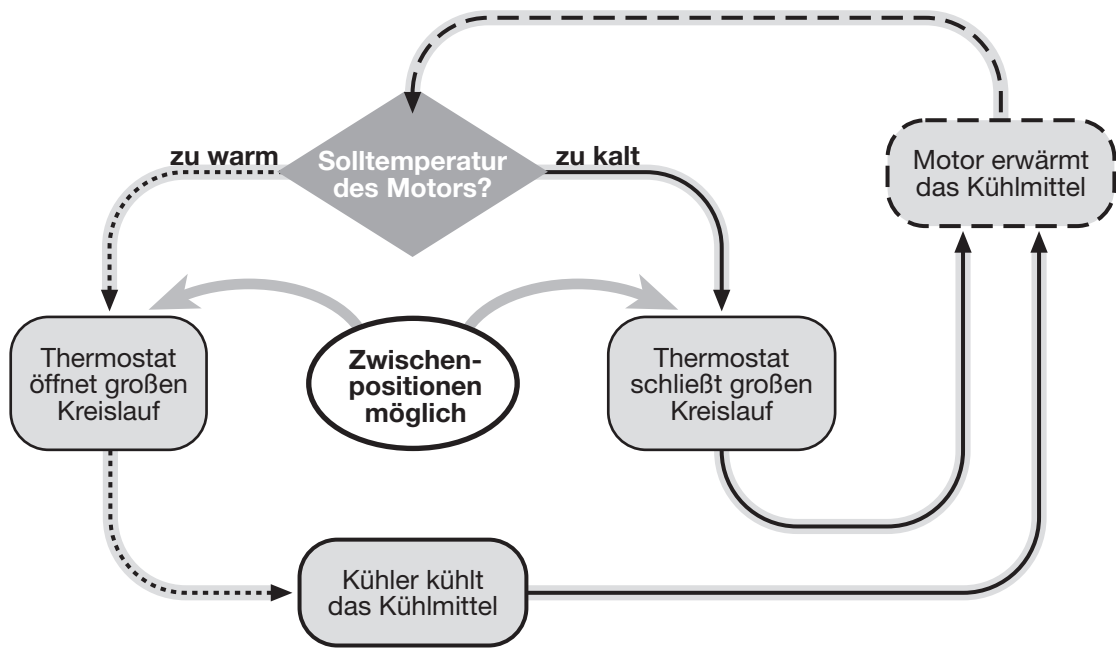 zu warm
Solltemperatur
des Motors?
zu kalt
Motor erwärmt
das Kühlmittel
Thermostat
öffnet großen
Kreislauf
Zwischen-
positionen
möglich
Thermostat
schließt großen
Kreislauf
Kühler kühlt
das Kühlmittel